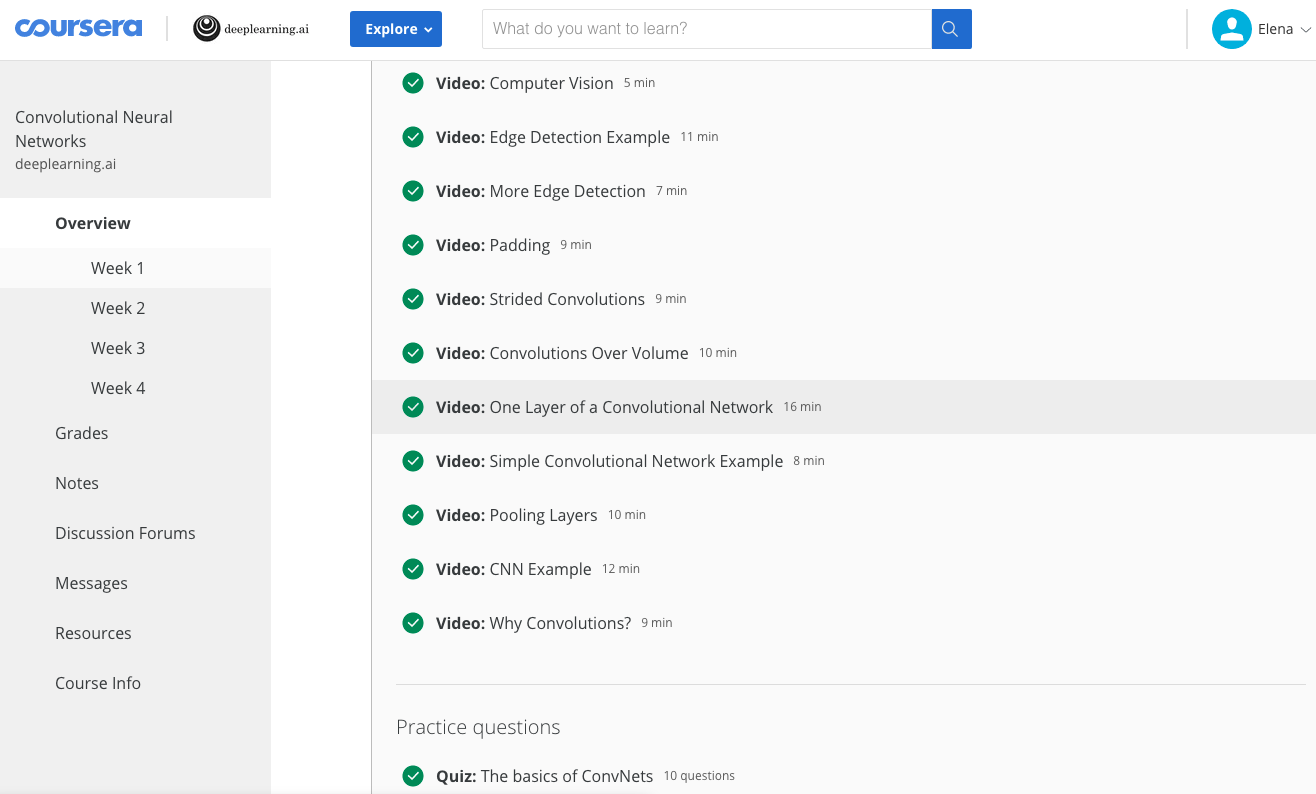 coursera
deeplearning.ai
Explore
What do you want to learn?
Elena
Convolutional Neural
Networks
deeplearning.ai
Overview
Week 1
Week 2
Week 3
Week 4
Grades
Notes
Discussion Forums
Messages
Resources
Course Info
Video: Computer Vision 5 min
Video: Edge Detection Example 11 min
Video: More Edge Detection 7 min
Video: Padding 9 min
Video: Strided Convolutions 9 min
Video: Convolutions Over Volume 10 min
Video: One Layer of a Convolutional Network 16 min
Video: Simple Convolutional Network Example 8 min
Video: Pooling Layers 10 min
Video: CNN Example 12 min
Video: Why Convolutions? 9 min
Practice questions
Quiz: The basics of ConvNets 10 questions